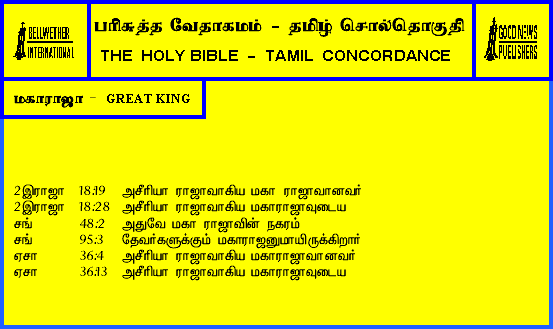 BELLWETHER
INTERNATIONAL
பரிசுத்த வேதாகமம் - தமிழ் சொல்தொகுதி
THE HOLY BIBLE - TAMIL CONCORDANCE
GOOD NEWS
PUBLISHERS
மகாராஜா - GREAT KING
2இராஜா 18:19 அசீரியா ராஜாவாகிய மகா ராஜாவானவர்
2இராஜா 18:28 அசீரியா ராஜாவாகிய மகாராஜாவுடைய
சங் 48:2 அதுவே மகா ராஜாவின் நகரம்
சங் 95:3 தேவர்களுக்கும் மகாராஜனுமாயிருக்கிறார்
ஏசா 36:4 அசீரியா ராஜாவாகிய மகாராஜாவானவர்
ஏசா 36:13 அசீரியா ராஜாவாகிய மகாராஜாவுடைய